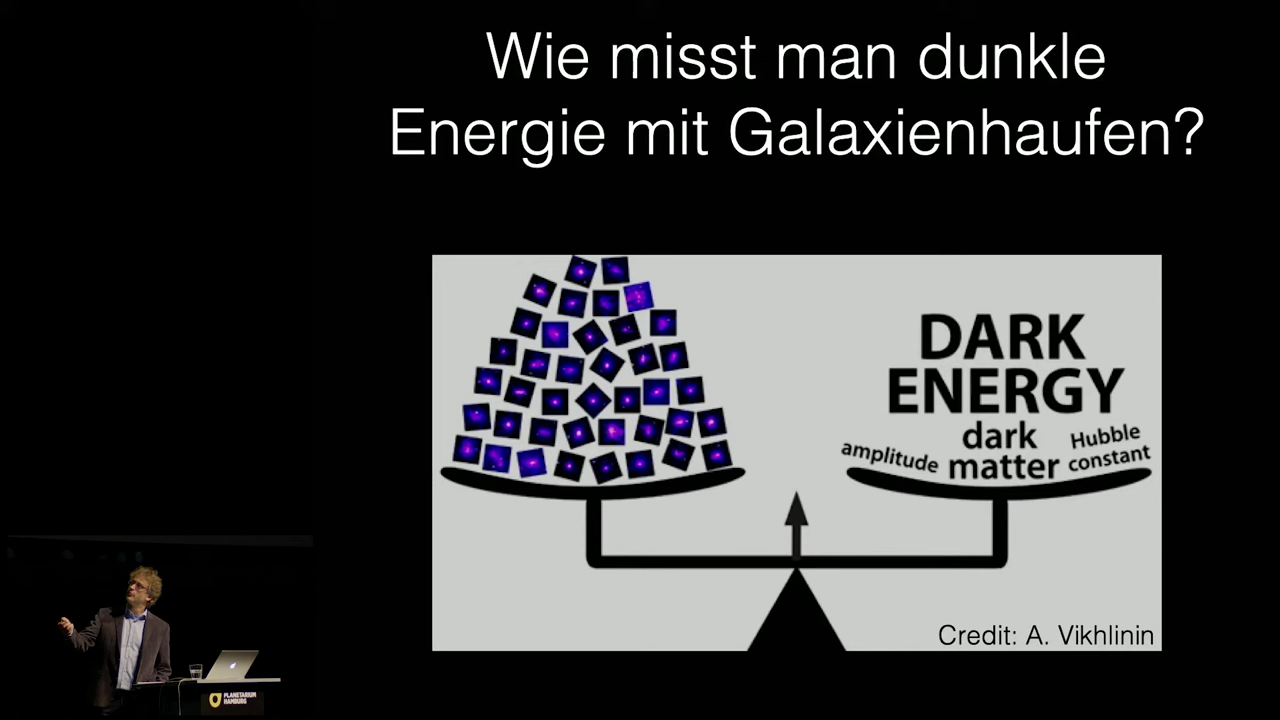 Wie misst man dunkle
Energie mit Galaxienhaufen?
DARK
ENERGY
dark
matter
amplitude
Hubble
constant
Credit: A. Vikhlinin
PLANETARIUM
HAMBURG